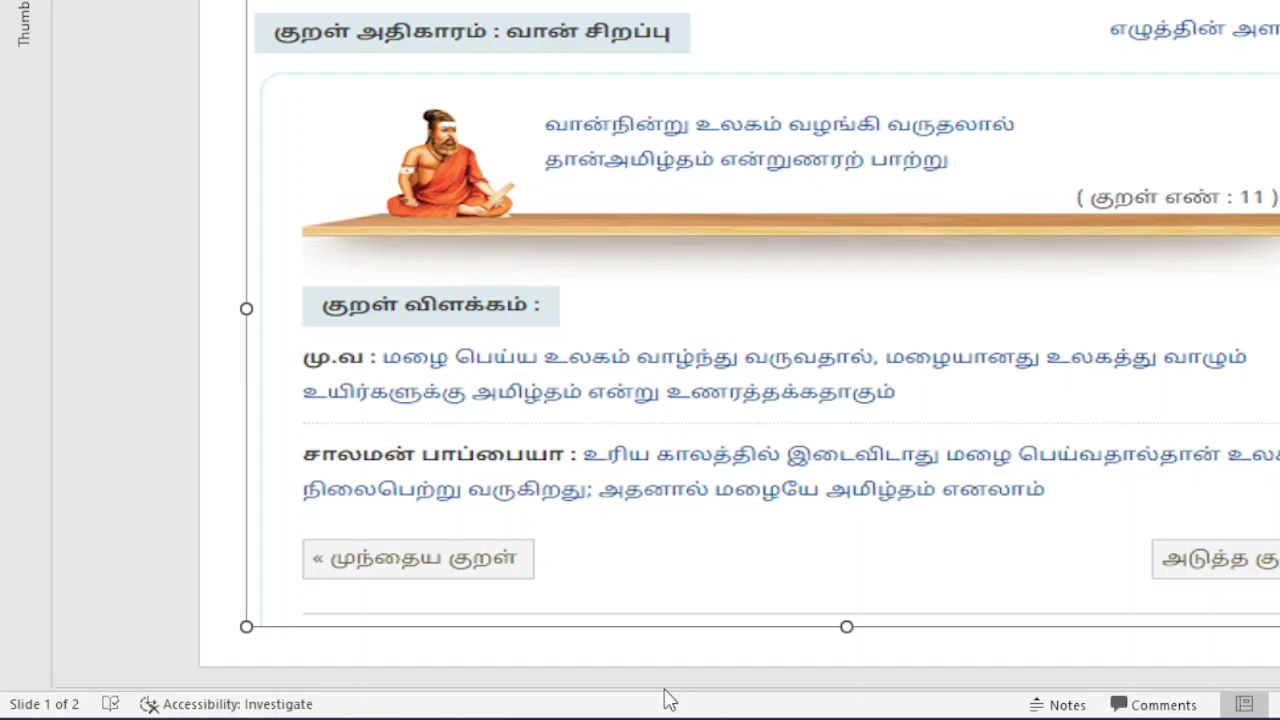 Thumb
குறள் அதிகாரம் : வான் சிறப்பு
எழுத்தின்
வான்நின்று உலகம் வழங்கி வருதலால்
தான்அமிழ்தம் என்றுணரற் பாற்று
( குறள் எண் : 11 )
குறள் விளக்கம் :
மு.வ : மழை பெய்ய உலகம் வாழ்ந்து வருவதால், மழையானது உலகத்து வாழும்
உயிர்களுக்கு அமிழ்தம் என்று உணரத்தக்கதாகும்
சாலமன் பாப்பையா : உரிய காலத்தில் இடைவிடாது மழை பெய்வதால்தான்
நிலைபெற்று வருகிறது; அதனால் மழையே அமிழ்தம் எனலாம்
« முந்தைய குறள்
அடுத்த
Slide 1 of 2
Accessibility: Investigate
Notes
Comments